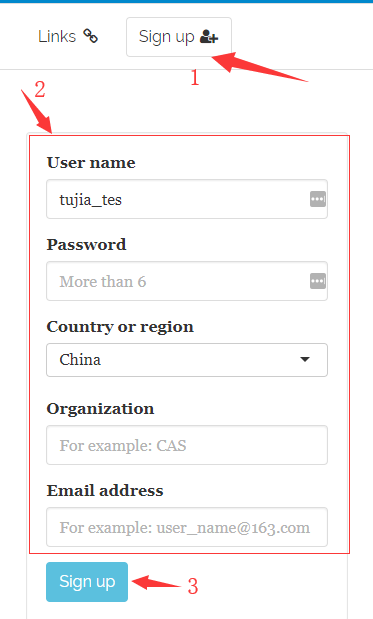 Links Sign up
1
2
User name
tujia_tes
Password
More than 6
Country or region
China
Organization
For example: CAS
Email address
For example: user_name@163.com
Sign up 3